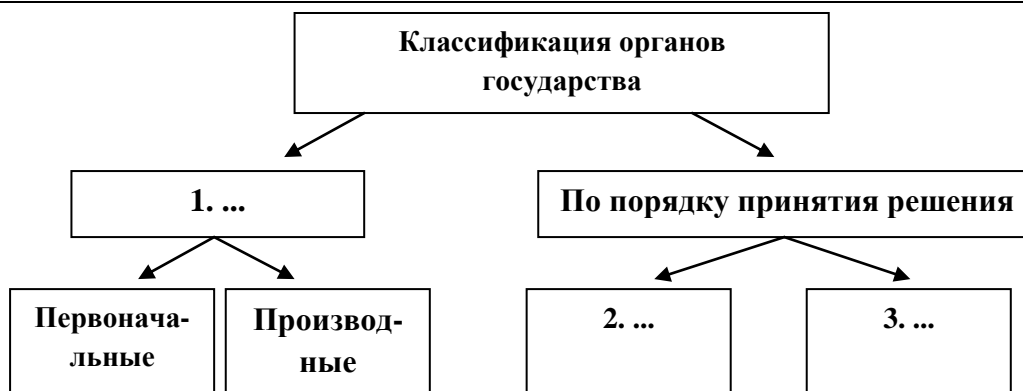 Классификация органов
государства
1. ...
По порядку принятия решения
Первонача-
льные
Производ-
ные
2. ...
3. ...